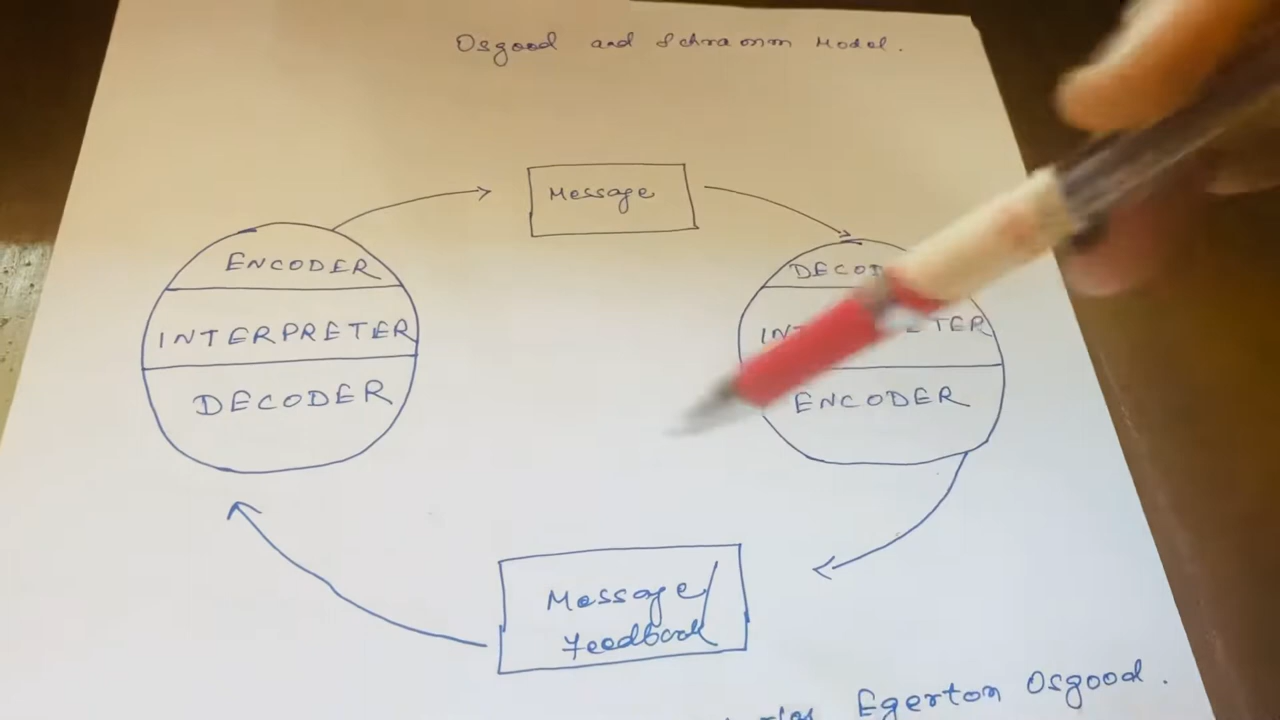 Osgood and Schramm Model.
Message
ENCODER
INTERPRETER
DECODER
ENCODER
Message/
Feedback
Egerton Osgood.